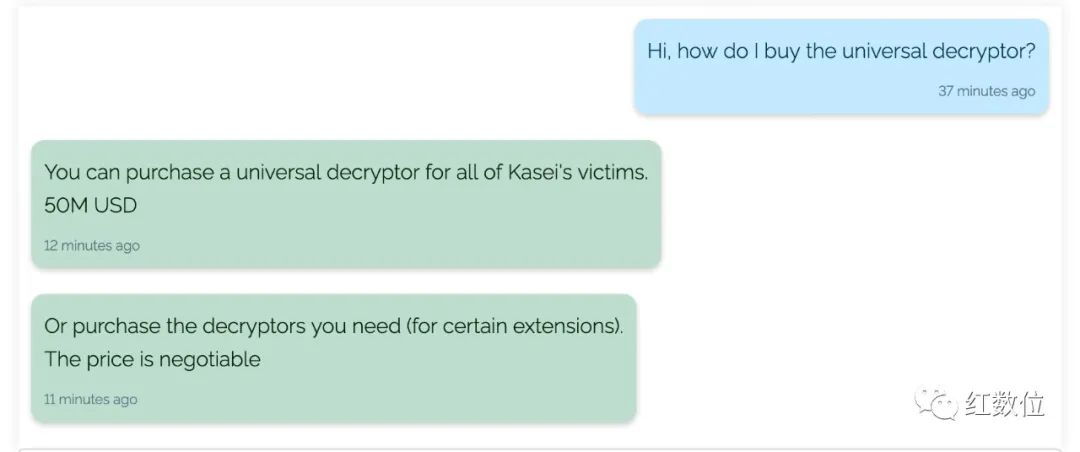 Hi, how do I buy the universal decryptor?
37 minutes ago
You can purchase a universal decryptor for all of Kasei's victims.
50M USD
12 minutes ago
Or purchase the decryptors you need (for certain extensions).
The price is negotiable
11 minutes ago
红数位